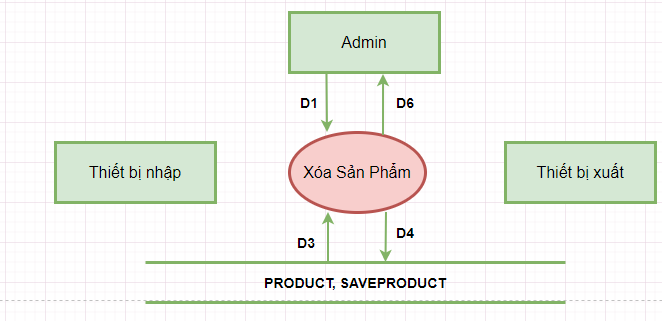 Admin
D1
D6
Thiết bị nhập
Xóa Sản Phẩm
Thiết bị xuất
D3
D4
PRODUCT, SAVEPRODUCT